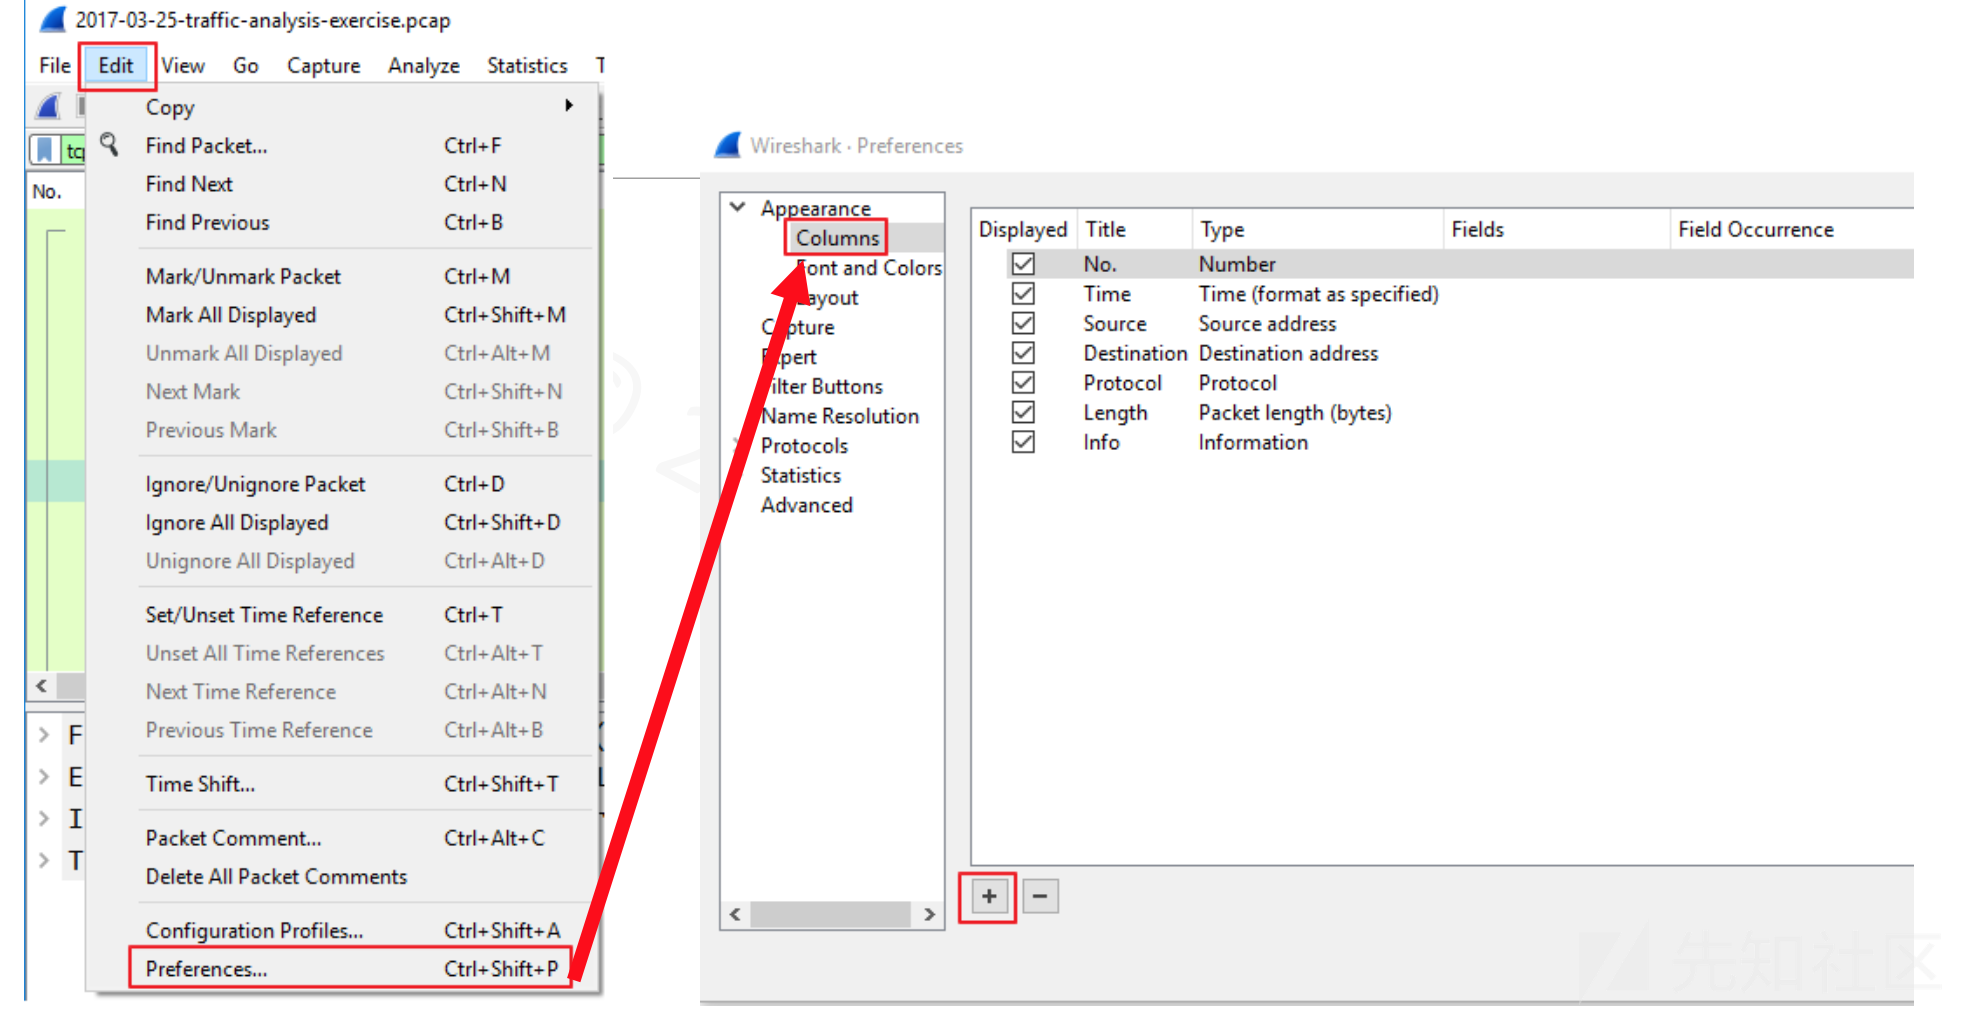 2017-03-25-traffic-analysis-exercise.pcap
File Edit View Go Capture Analyze Statistics T
tcp
No.
Copy
Find Packet... Ctrl+F
Find Next Ctrl+N
Find Previous Ctrl+B
Mark/Unmark Packet Ctrl+M
Mark All Displayed Ctrl+Shift+M
Unmark All Displayed Ctrl+Alt+M
Next Mark Ctrl+Shift+N
Previous Mark Ctrl+Shift+B
Ignore/Unignore Packet Ctrl+D
Ignore All Displayed Ctrl+Shift+D
Unignore All Displayed Ctrl+Alt+D
Set/Unset Time Reference Ctrl+T
Unset All Time References Ctrl+Alt+T
Next Time Reference Ctrl+Alt+N
Previous Time Reference Ctrl+Alt+B
Time Shift... Ctrl+Shift+T
Packet Comment... Ctrl+Alt+C
Delete All Packet Comments
Configuration Profiles... Ctrl+Shift+A
Preferences... Ctrl+Shift+P
F
E
I
T
Wireshark · Preferences
Appearance
Columns
Font and Colors
Layout
Capture
Expert
Filter Buttons
Name Resolution
Protocols
Statistics
Advanced
Displayed Title Type Fields Field Occurrence
No. Number
Time Time (format as specified)
Source Source address
Destination Destination address
Protocol Protocol
Length Packet length (bytes)
Info Information
+ −
先知社区